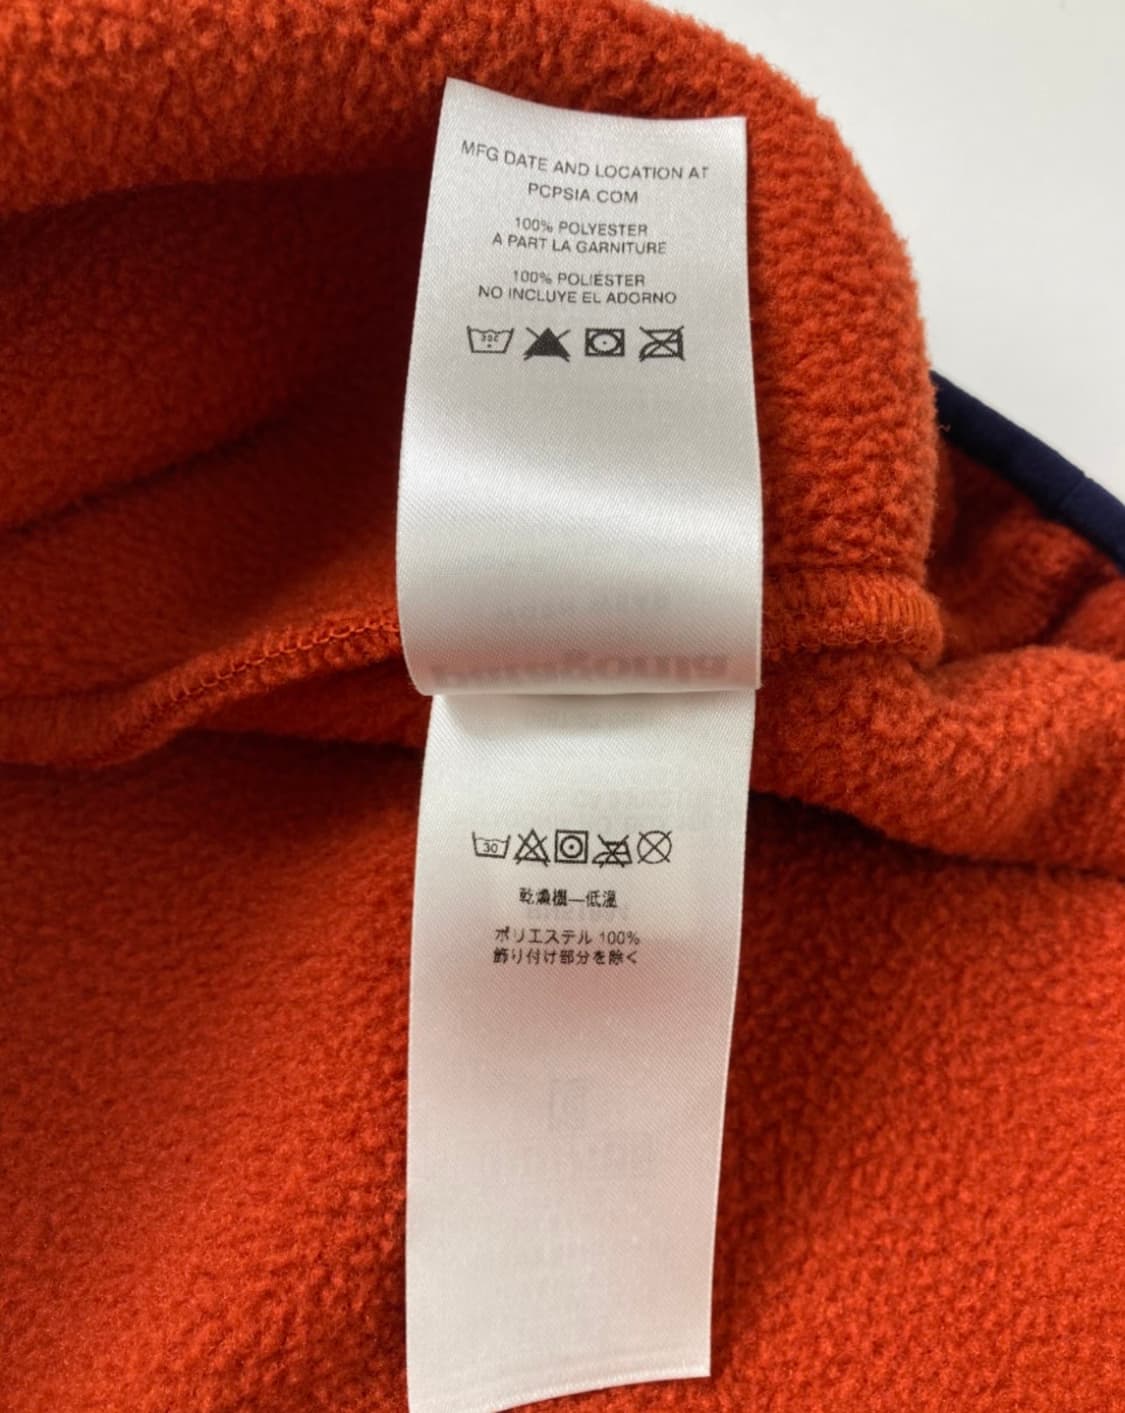 MFG DATE AND LOCATION AT
PCPSIA.COM
100% POLYESTER
A PART LA GARNITURE
100% POLIÉSTER
NO INCLUYE EL ADORNO
30
乾燥機—低温
ポリエステル 100%
飾り付け部分を除く